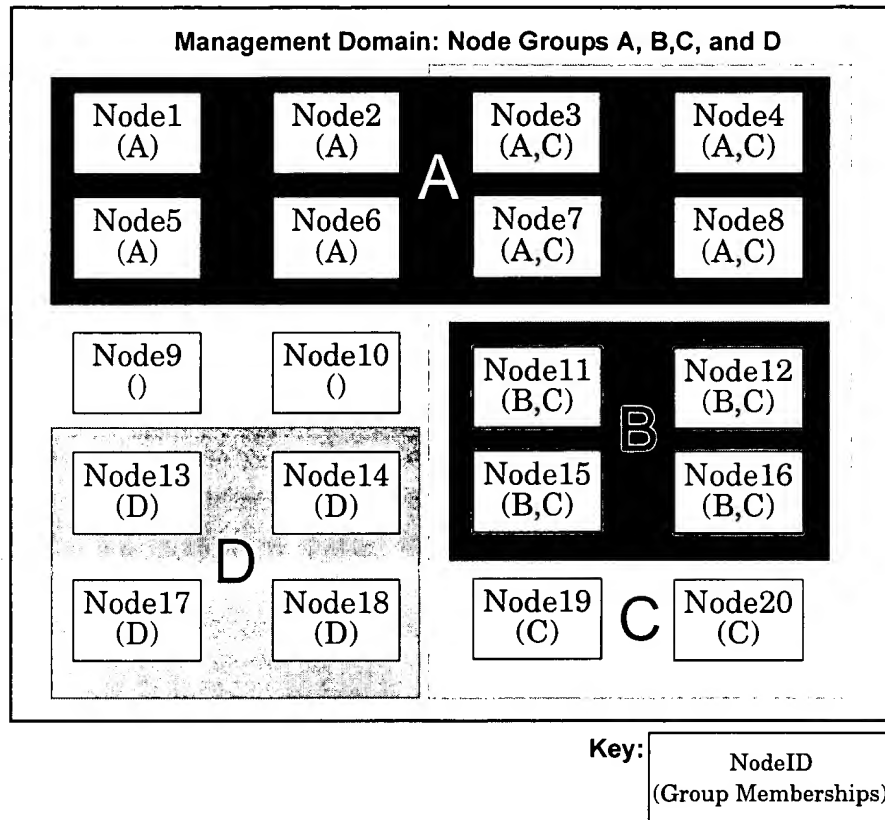 Management Domain: Node Groups A, B,C, and D
Node1
(A)
Node2
(A)
Node3
(A,C)
Node4
(A,C)
A
Node5
(A)
Node6
(A)
Node7
(A,C)
Node8
(A,C)
Node9
()
Node10
()
Node11
(B,C)
Node12
(B,C)
B
Node13
(D)
Node14
(D)
Node15
(B,C)
Node16
(B,C)
D
Node17
(D)
Node18
(D)
Node19
(C)
C
Node20
(C)
Key:
NodeID
(Group Memberships)